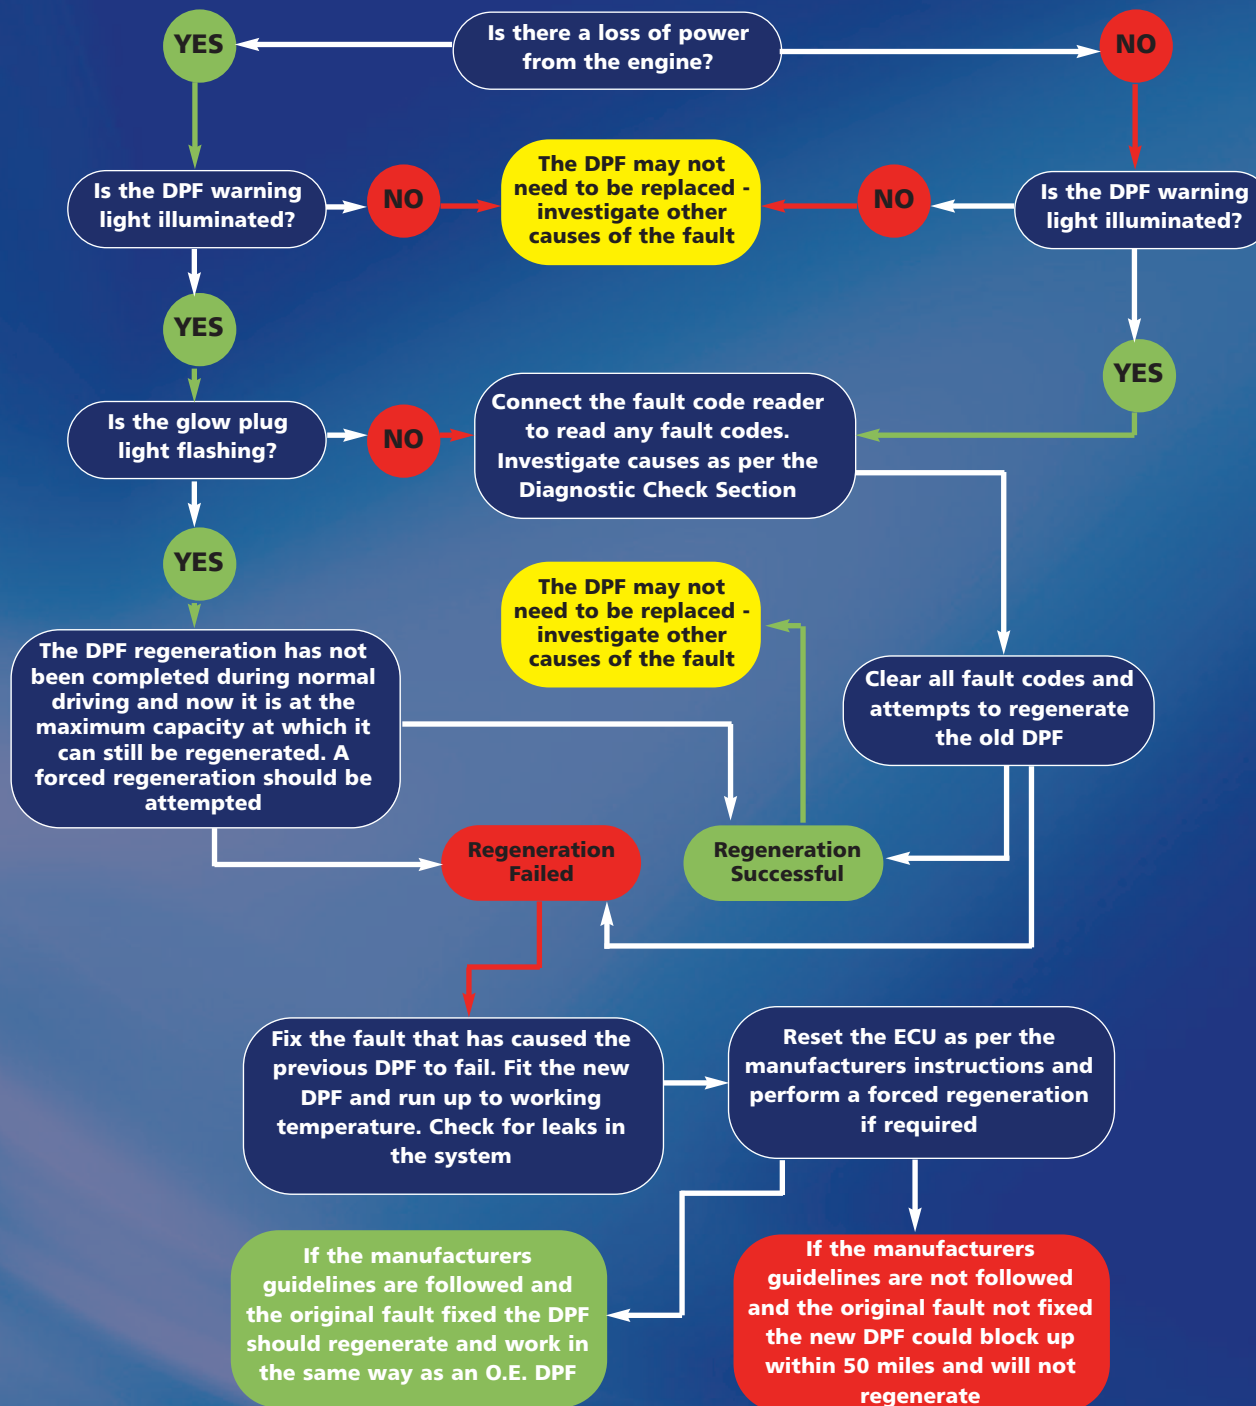 Is there a loss of power
from the engine?
YES
NO
Is the DPF warning
light illuminated?
NO
The DPF may not
need to be replaced -
investigate other
causes of the fault
NO
Is the DPF warning
light illuminated?
YES
YES
Is the glow plug
light flashing?
NO
Connect the fault code reader
to read any fault codes.
Investigate causes as per the
Diagnostic Check Section
YES
The DPF may not
need to be replaced -
investigate other
causes of the fault
The DPF regeneration has not
been completed during normal
driving and now it is at the
maximum capacity at which it
can still be regenerated. A
forced regeneration should be
attempted
Clear all fault codes and
attempts to regenerate
the old DPF
Regeneration
Failed
Regeneration
Successful
Fix the fault that has caused the
previous DPF to fail. Fit the new
DPF and run up to working
temperature. Check for leaks in
the system
Reset the ECU as per the
manufacturers instructions and
perform a forced regeneration
if required
If the manufacturers
guidelines are followed and
the original fault fixed the DPF
should regenerate and work in
the same way as an O.E. DPF
If the manufacturers
guidelines are not followed
and the original fault not fixed
the new DPF could block up
within 50 miles and will not
regenerate